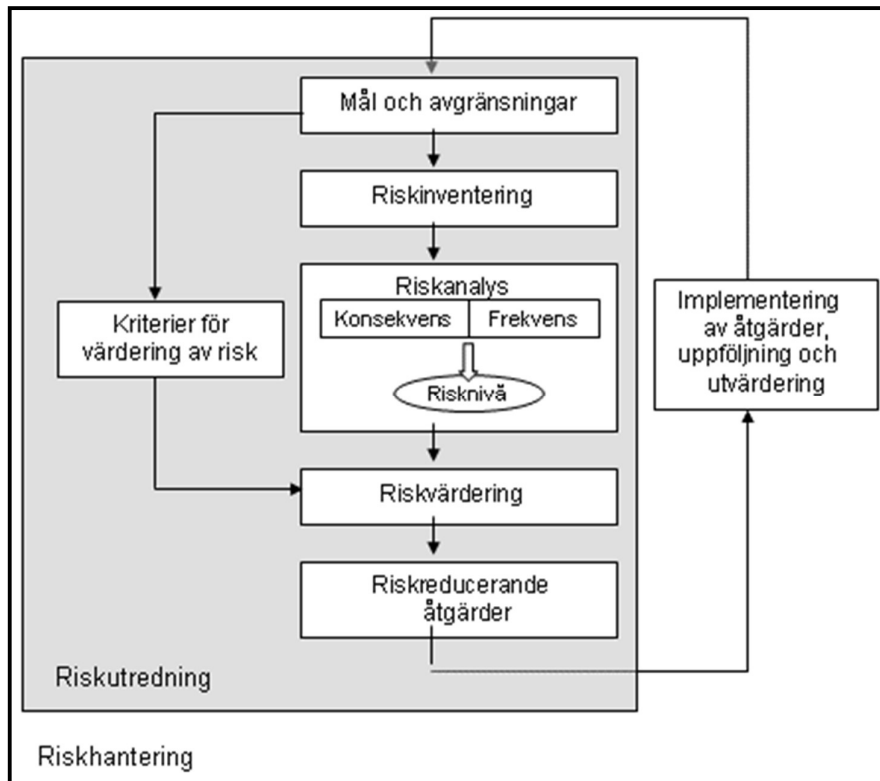 Mål och avgränsningar
Riskinventering
Riskanalys
Konsekvens Frekvens
Risknivå
Kriterier för
värdering av risk
Implementering
av åtgärder,
uppföljning och
utvärdering
Riskvärdering
Riskreducerande
åtgärder
Riskutredning
Riskhantering